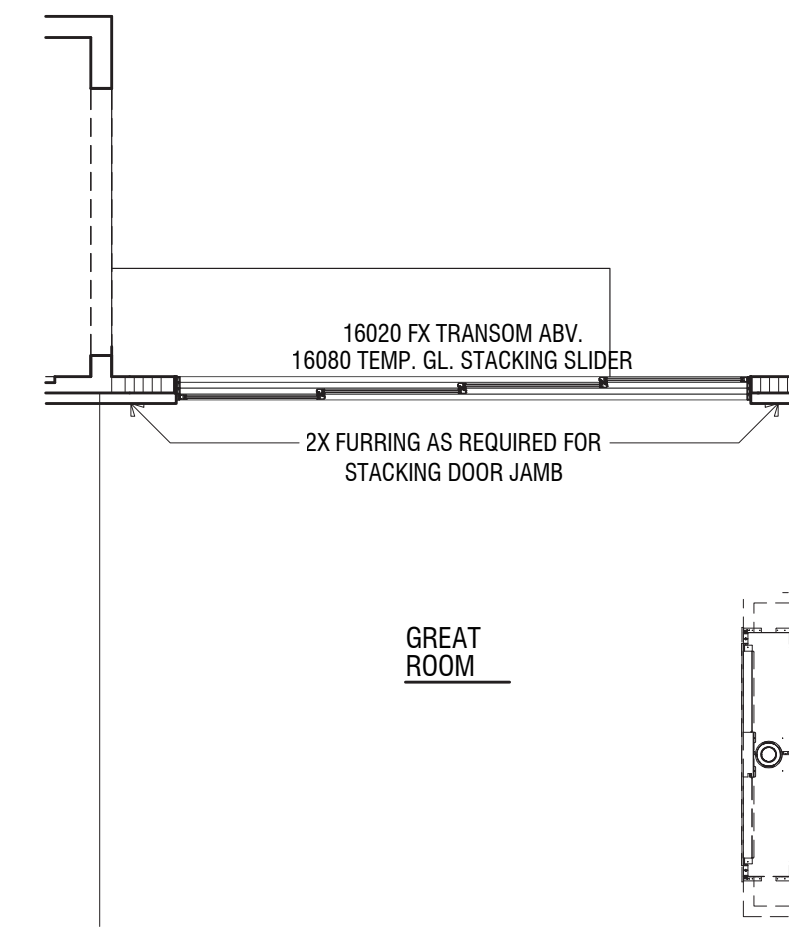 16020 FX TRANSOM ABV.
16080 TEMP. GL. STACKING SLIDER
2X FURRING AS REQUIRED FOR
STACKING DOOR JAMB
GREAT
ROOM